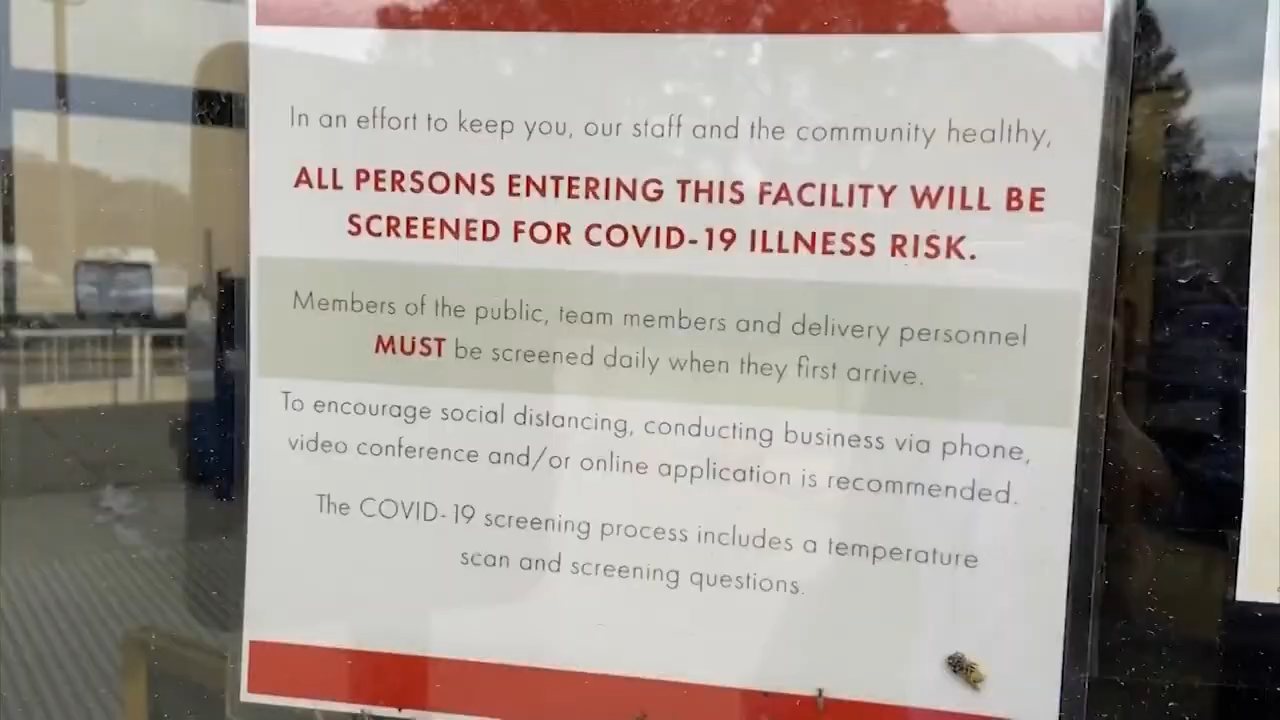 In an effort to keep you, our staff and the community healthy,
ALL PERSONS ENTERING THIS FACILITY WILL BE
SCREENED FOR COVID-19 ILLNESS RISK.
Members of the public, team members and delivery personnel
MUST be screened daily when they first arrive.
To encourage social distancing, conducting business via phone,
video conference and/or online application is recommended.
The COVID-19 screening process includes a temperature
scan and screening questions.